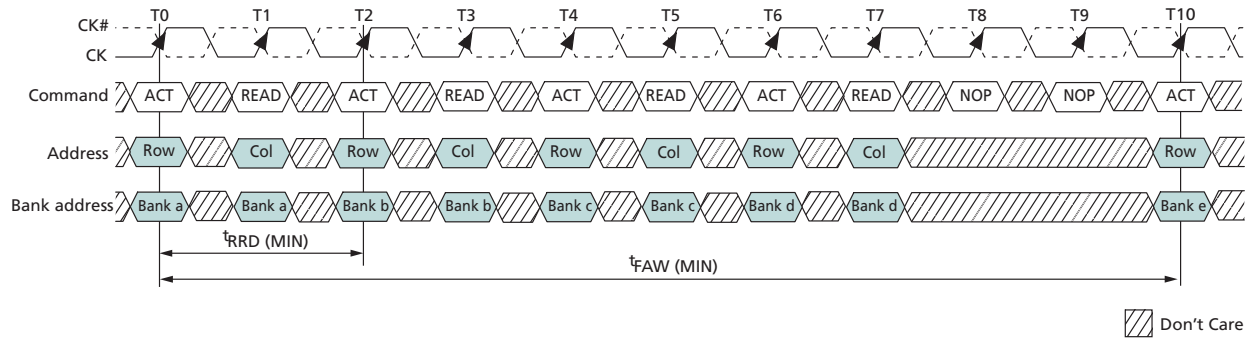 T0 T1 T2 T3 T4 T5 T6 T7 T8 T9 T10
CK#
CK
Command ACT READ ACT READ ACT READ ACT READ NOP NOP ACT
Address Row Col Row Col Row Col Row Col Row
Bank address Bank a Bank a Bank b Bank b Bank c Bank c Bank d Bank d Bank e
tRRD (MIN)
tFAW (MIN)
Don't Care